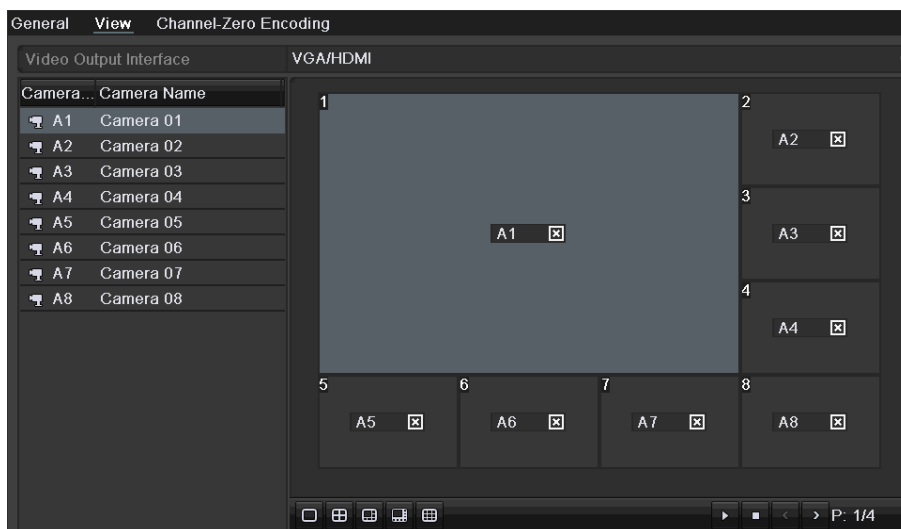 General View Channel-Zero Encoding
Video Output Interface VGA/HDMI
Camera... Camera Name
A1 Camera 01
A2 Camera 02
A3 Camera 03
A4 Camera 04
A5 Camera 05
A6 Camera 06
A7 Camera 07
A8 Camera 08
1
A1
2
A2
3
A3
4
A4
5
A5
6
A6
7
A7
8
A8
P: 1/4